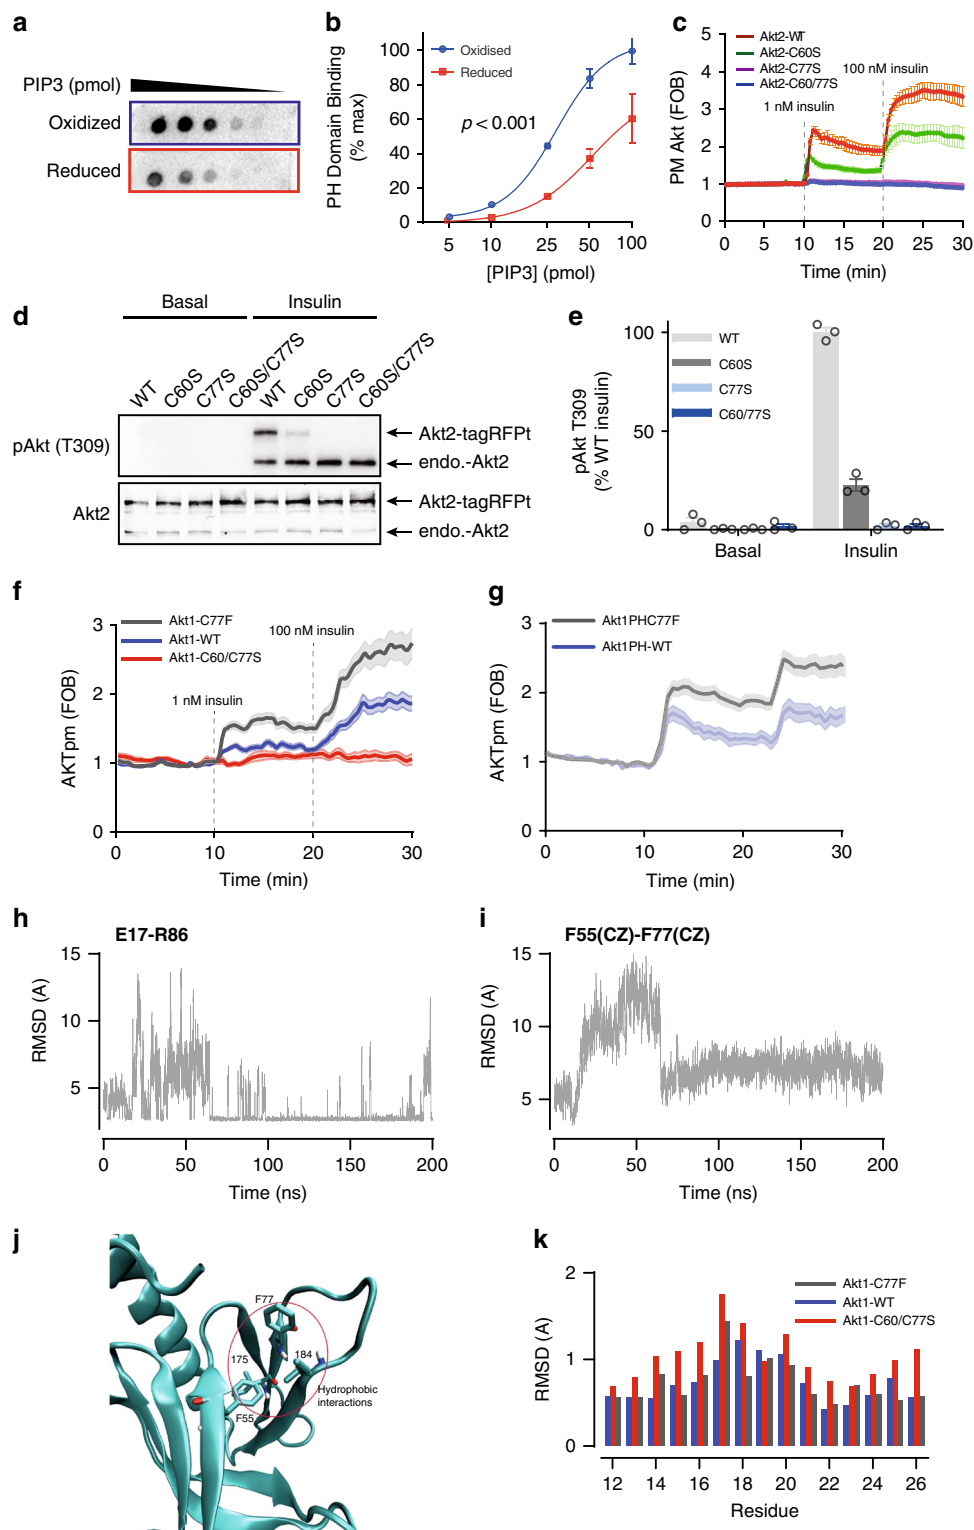 a
PIP3 (pmol)
Oxidized
Reduced
b
PH Domain Binding
(% max)
100
80
60
40
20
0
Oxidised
Reduced
p < 0.001
5 10 25 50 100
[PIP3] (pmol)
c
PM Akt (FOB)
5
4
3
2
1
0
Akt2-WT
Akt2-C60S
Akt2-C77S
Akt2-C60/77S
100 nM insulin
1 nM insulin
0 5 10 15 20 25 30
Time (min)
d
Basal Insulin
WT C60S C77S C60S/C77S WT C60S C77S C60S/C77S
pAkt (T309)
Akt2-tagRFPt
endo.-Akt2
Akt2
Akt2-tagRFPt
endo.-Akt2
e
pAkt T309
(% WT insulin)
100
50
0
WT
C60S
C77S
C60/77S
Basal Insulin
f
AKTpm (FOB)
3
2
1
0
Akt1-C77F
Akt1-WT
Akt1-C60/C77S
100 nM insulin
1 nM insulin
0 10 20 30
Time (min)
g
AKTpm (FOB)
3
2
1
0
Akt1PHC77F
Akt1PH-WT
0 10 20 30
Time (min)
h
E17-R86
RMSD (A)
15
10
5
0 50 100 150 200
Time (ns)
i
F55(CZ)-F77(CZ)
RMSD (A)
15
10
5
0 50 100 150 200
Time (ns)
j
F77
175
184
Hydrophobic
interactions
F55
k
RMSD (A)
2
1
0
Akt1-C77F
Akt1-WT
Akt1-C60/C77S
12 14 16 18 20 22 24 26
Residue